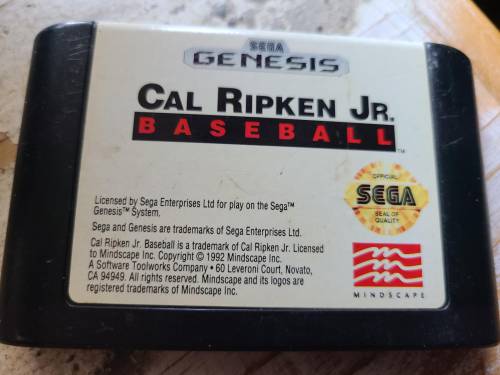 SEGA
GENESIS
CAL RIPKEN JR.
BASEBALL™
OFFICIAL
SEGA
SEAL OF
QUALITY
Licensed by Sega Enterprises Ltd for play on the Sega™
Genesis™ System.
Sega and Genesis are trademarks of Sega Enterprises Ltd.
Cal Ripken Jr. Baseball is a trademark of Cal Ripken Jr. Licensed
to Mindscape Inc. Copyright © 1992 Mindscape Inc.
A Software Toolworks Company • 60 Leveroni Court, Novato,
CA 94949. All rights reserved. Mindscape and its logos are
registered trademarks of Mindscape Inc.
MINDSCAPE